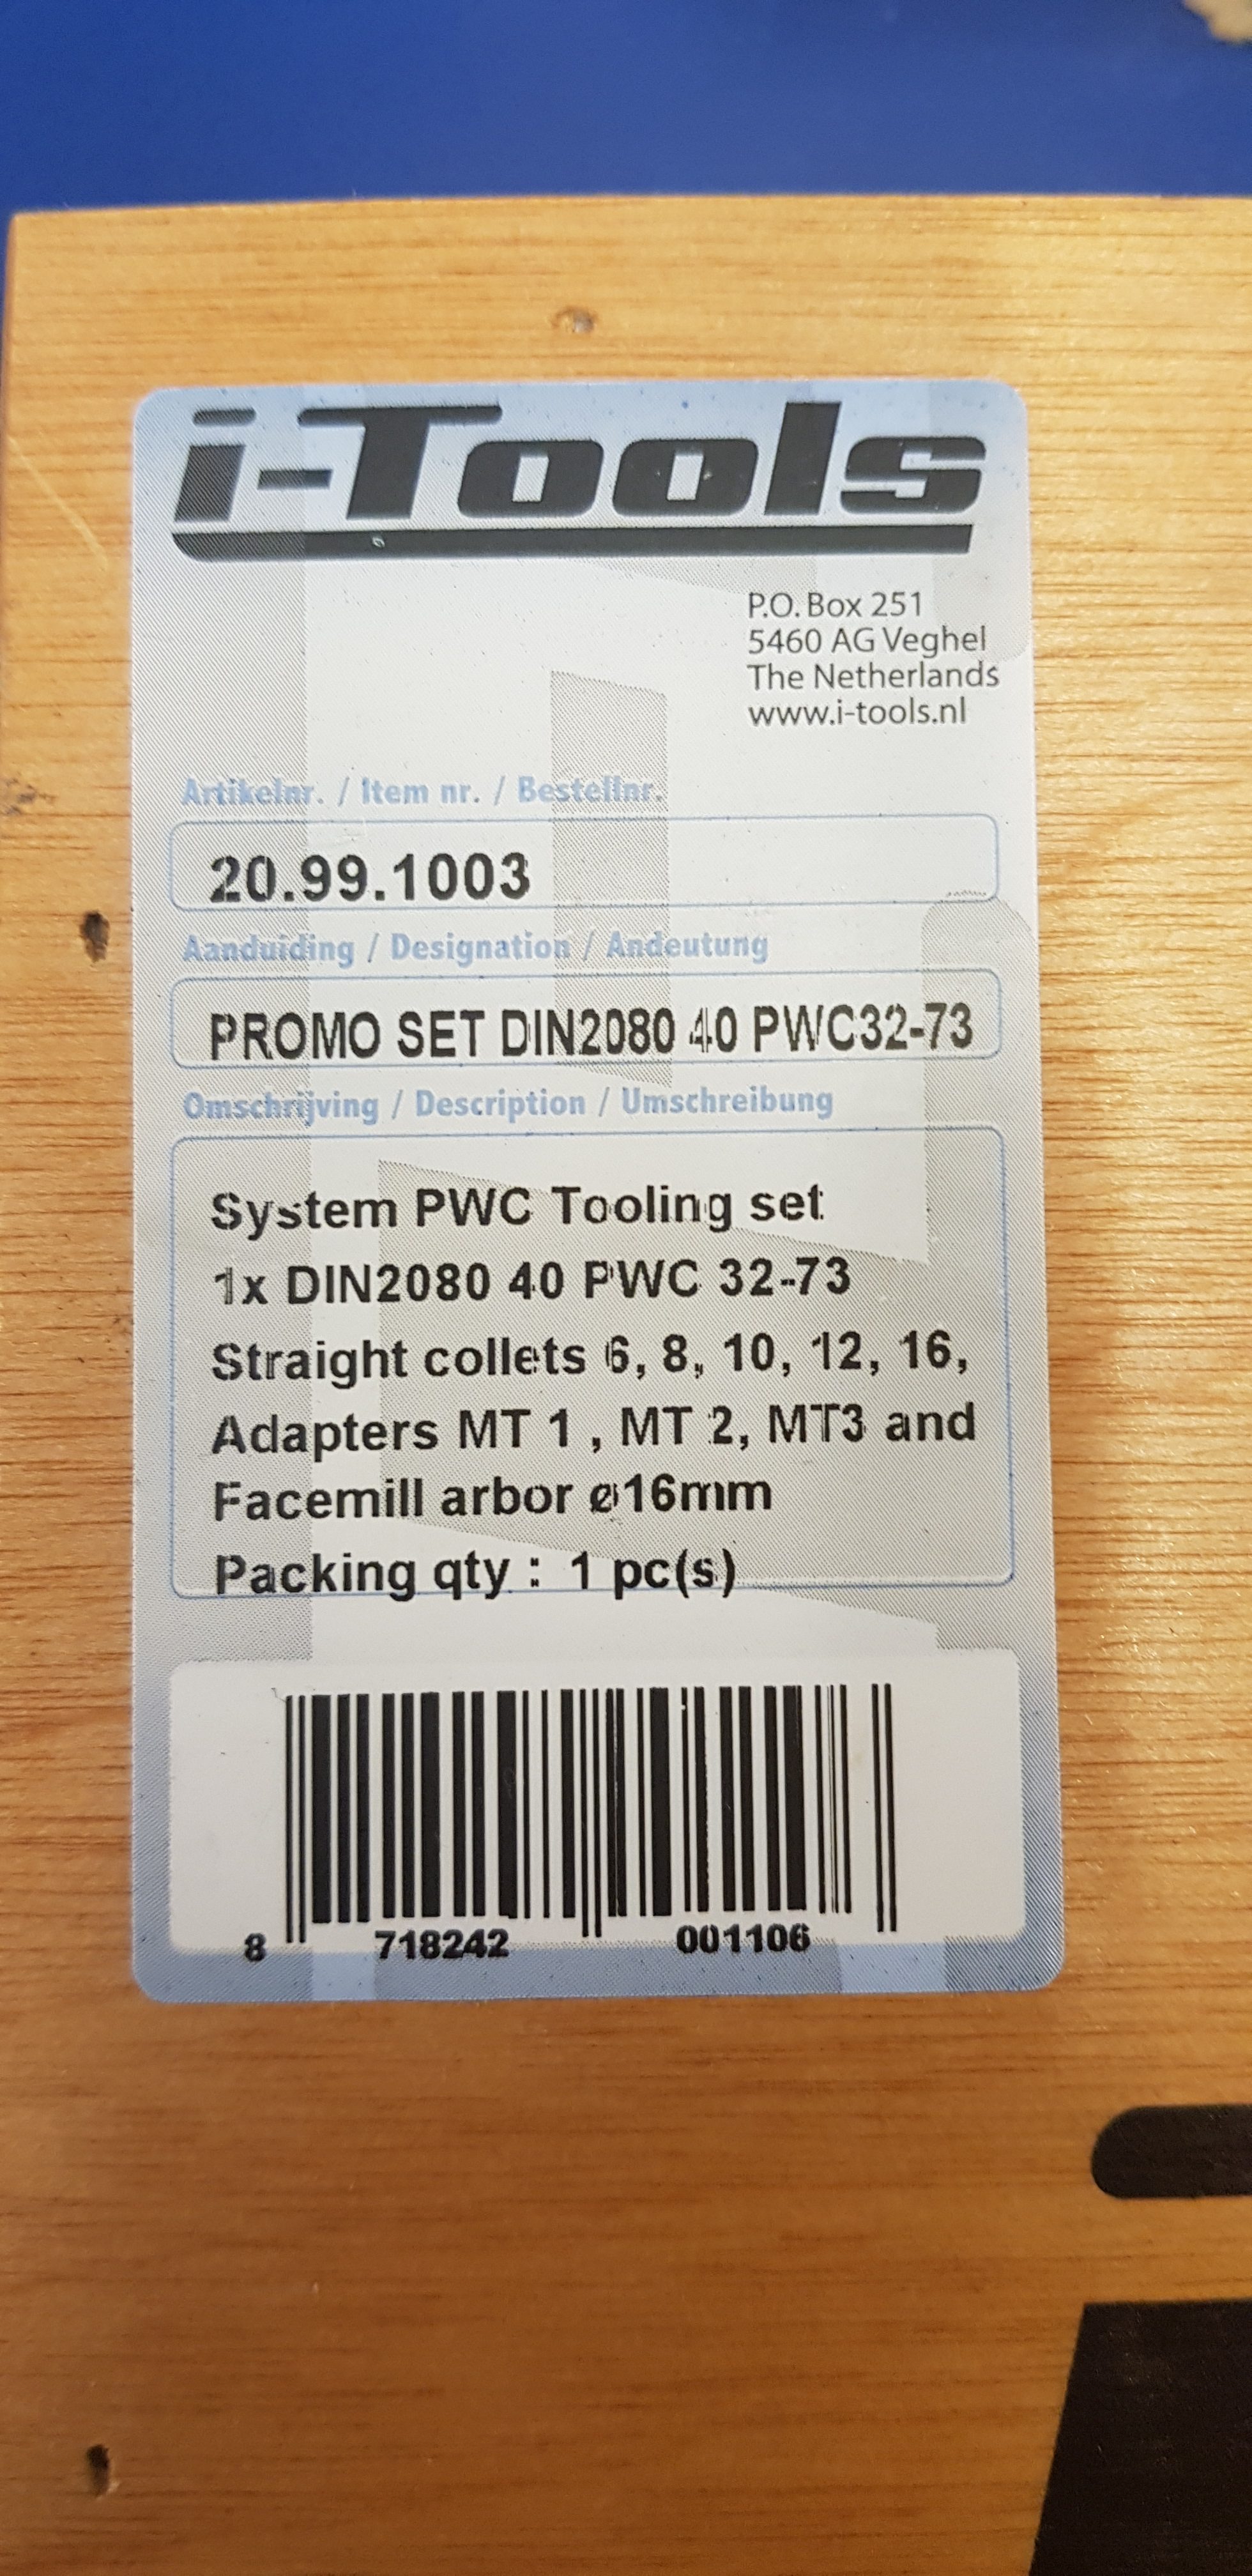 i-Tools
P.O. Box 251
5460 AG Veghel
The Netherlands
www.i-tools.nl
Artikelnr. / Item nr. / Bestellnr.
20.99.1003
Aanduiding / Designation / Andeutung
PROMO SET DIN2080 40 PWC32-73
Omschrijving / Description / Umschreibung
System PWC Tooling set
1x DIN2080 40 PWC 32-73
Straight collets 6, 8, 10, 12, 16,
Adapters MT 1 , MT 2, MT3 and
Facemill arbor ø16mm
Packing qty : 1 pc(s)
8 718242 001106